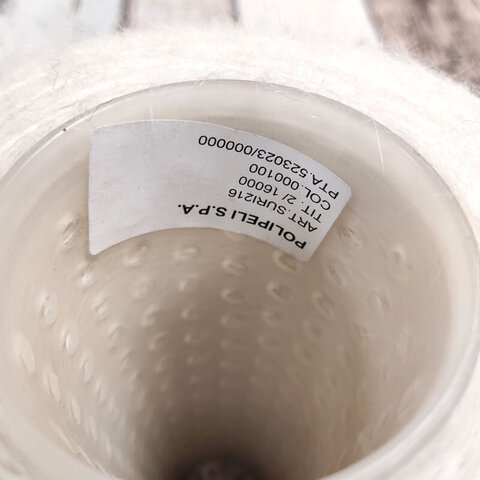 POLIPELI S.P.A.
ART.:SURI216
TIT.: 2/ 16000
COL. 000100
PTA.:523023/000000